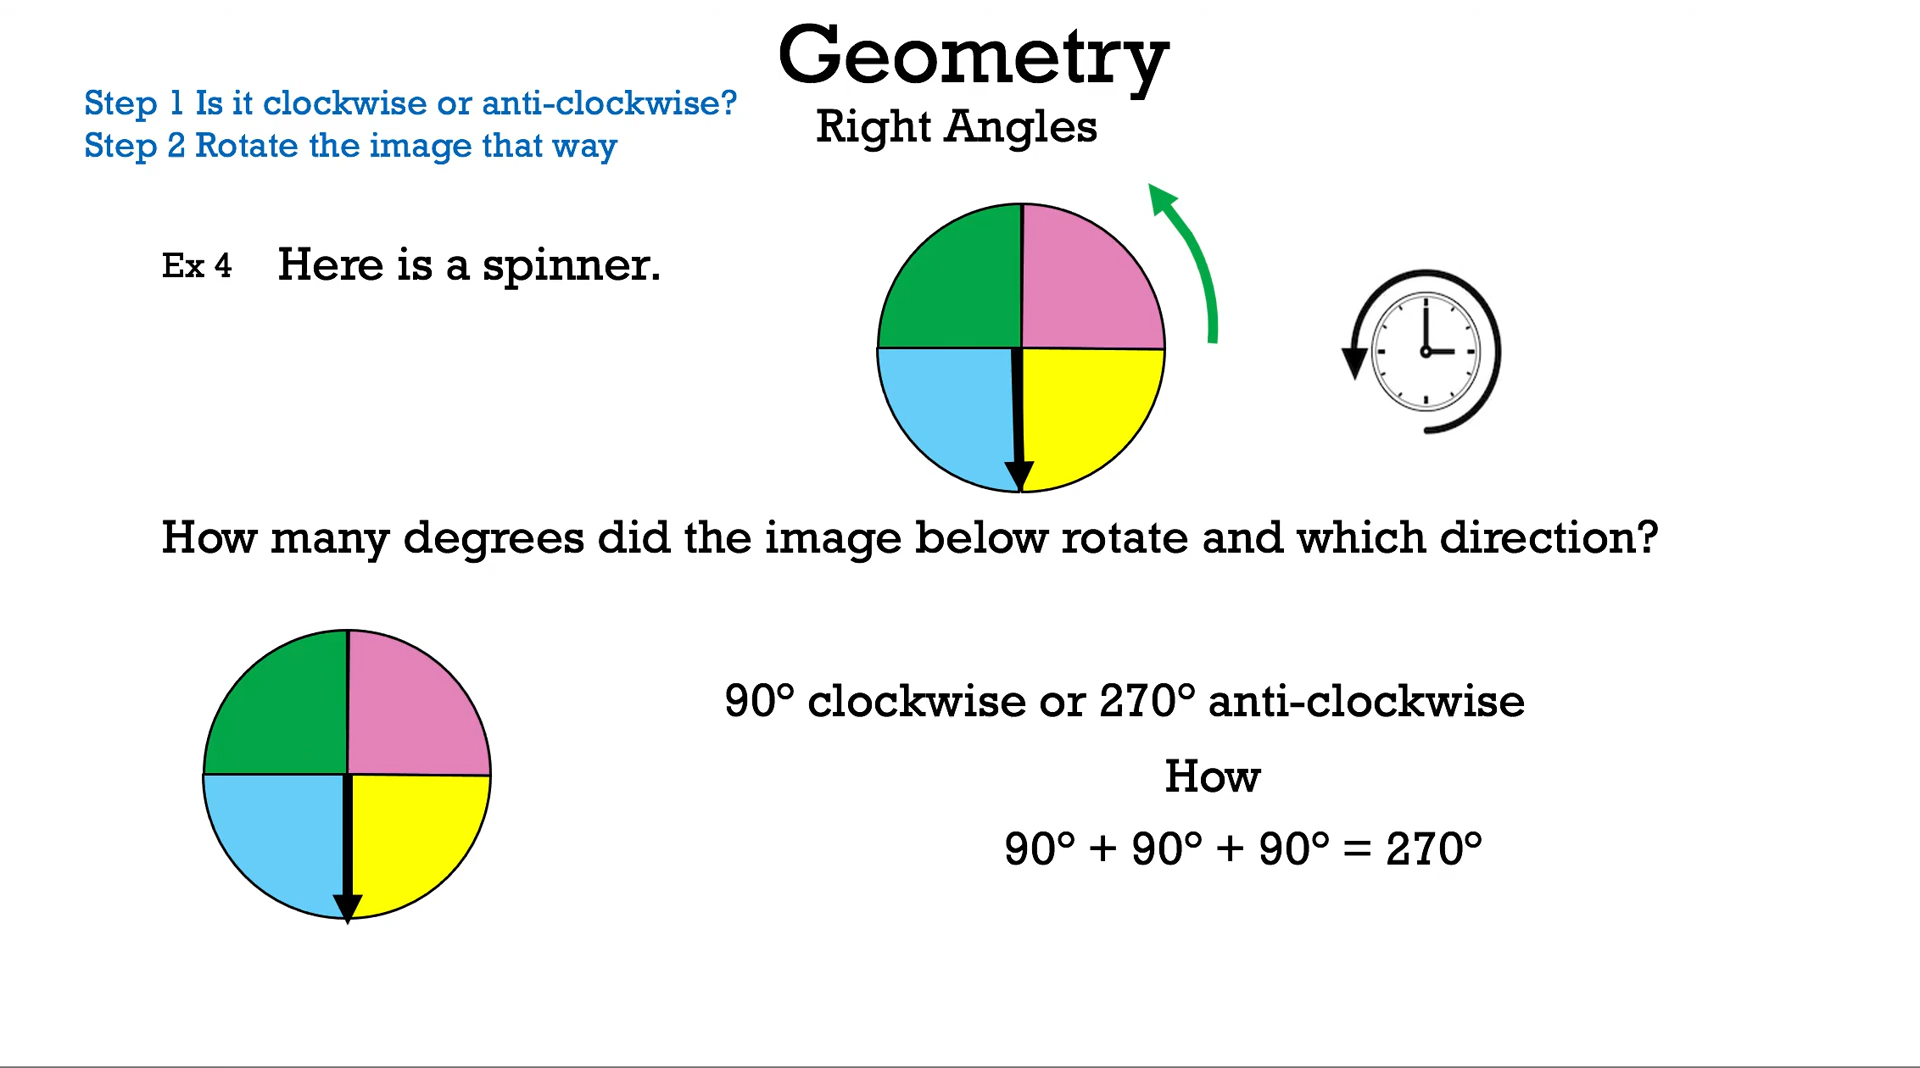 Geometry
Right Angles
Step 1 Is it clockwise or anti-clockwise?
Step 2 Rotate the image that way
Ex 4 Here is a spinner.
How many degrees did the image below rotate and which direction?
90° clockwise or 270° anti-clockwise
How
90° + 90° + 90° = 270°